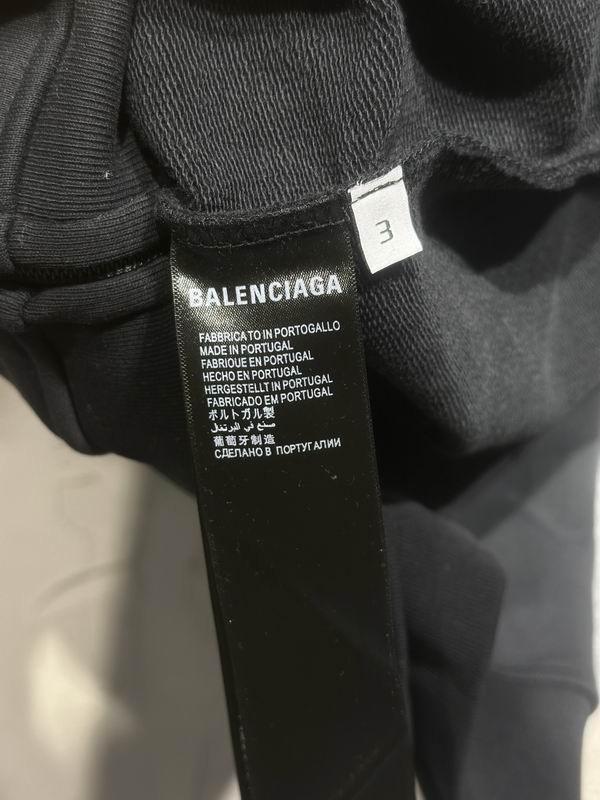 3
BALENCIAGA
FABBRICATO IN PORTOGALLO
MADE IN PORTUGAL
FABRIQUE EN PORTUGAL
HECHO EN PORTUGAL
HERGESTELLT IN PORTUGAL
FABRICADO EM PORTUGAL
ポルトガル製
صنع في البرتغال
葡萄牙制造
СДЕЛАНО В ПОРТУГАЛИИ